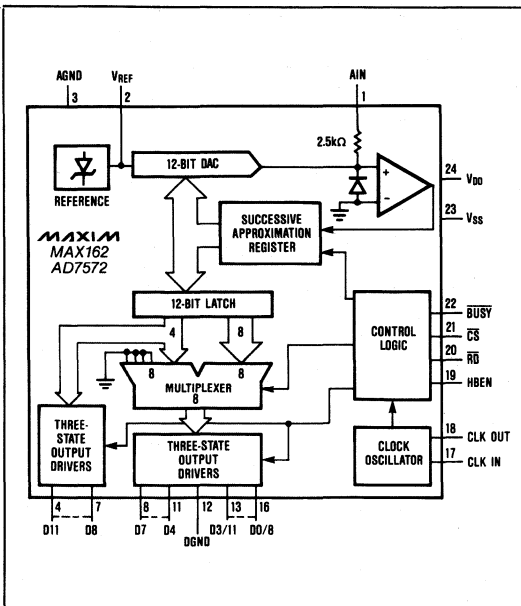 AGND
VREF
AIN
3
2
1
2.5kΩ
12-BIT DAC
+
−
24
VDD
REFERENCE
23
VSS
SUCCESSIVE
APPROXIMATION
REGISTER
MAXIM
MAX162
AD7572
12-BIT LATCH
4
8
CONTROL
LOGIC
22
BUSY
21
CS
20
RD
19
HBEN
8
8
MULTIPLEXER
8
THREE-
STATE
OUTPUT
DRIVERS
THREE-STATE
OUTPUT
DRIVERS
CLOCK
OSCILLATOR
18
CLK OUT
17
CLK IN
4
7
8
11
12
13
16
D11
D8
D7
D4
DGND
D3/11
D0/8